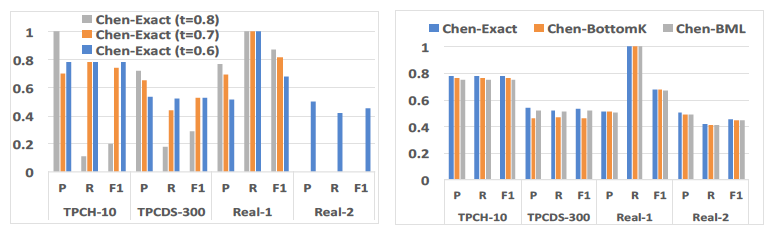 Chen-Exact (t=0.8)
Chen-Exact (t=0.7)
Chen-Exact (t=0.6)
1
0.8
0.6
0.4
0.2
0
P R F1 P R F1 P R F1 P R F1
TPCH-10 TPCDS-300 Real-1 Real-2
Chen-Exact Chen-BottomK Chen-BML
1
0.8
0.6
0.4
0.2
0
P R F1 P R F1 P R F1 P R F1
TPCH-10 TPCDS-300 Real-1 Real-2